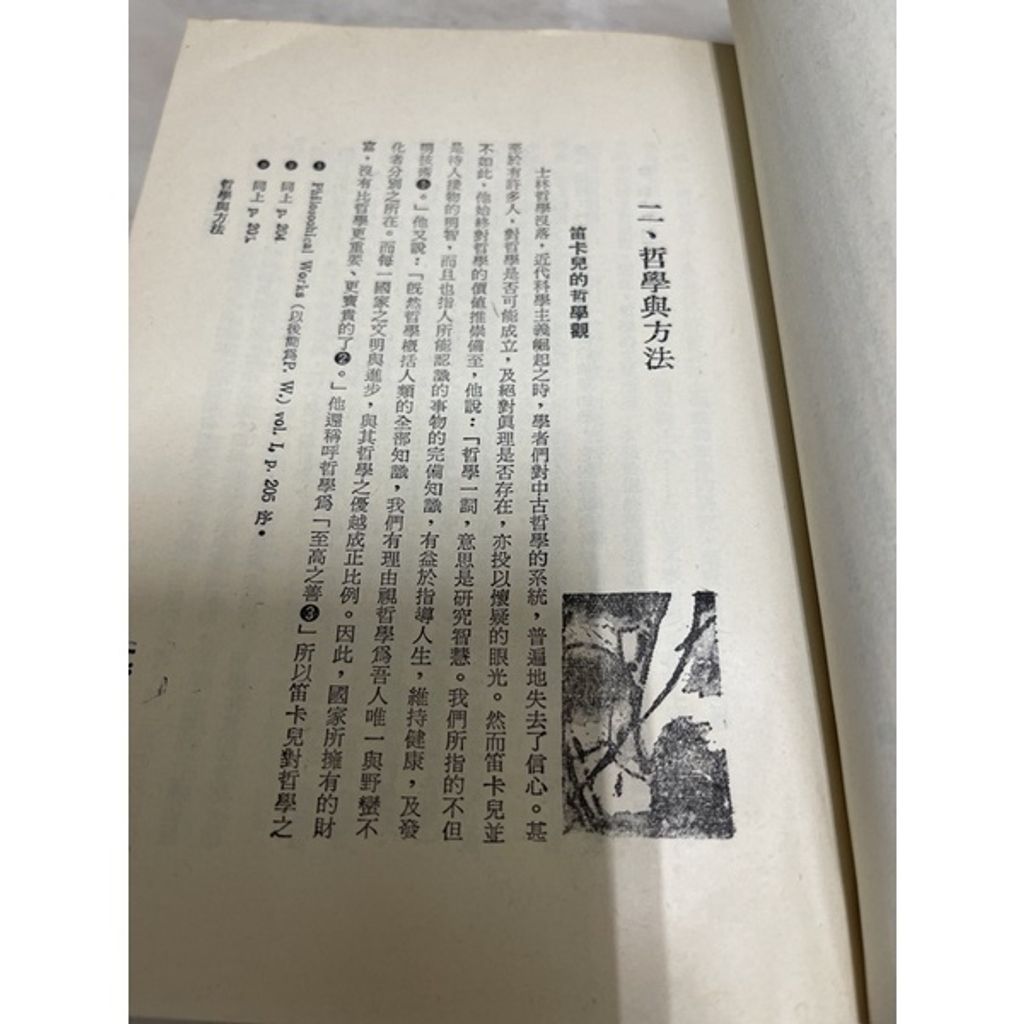 二、哲學與方法
笛卡兒的哲學觀
士林哲學沒落，近代科學主義崛起之時，學者們對中古哲學的系統，普遍地失去了信心。甚
至於有許多人，對哲學是否可能成立，及絕對眞理是否存在，亦投以懷疑的眼光。然而笛卡兒並
不如此，他始終對哲學的價值推崇備至，他說：「哲學一詞，意思是研究智慧。我們所指的不但
是待人接物的明智，而且也指人所能認識的事物的完備知識，有益於指導人生，維持健康，及發
明技術❶。」他又說：「既然哲學概括人類的全部知識，我們有理由視哲學爲吾人唯一與野蠻不
化者分別之所在。而每一國家之文明與進步，與其哲學之優越成正比例。因此，國家所擁有的財
富，沒有比哲學更重要、更寶貴的了❷。」他還稱呼哲學爲「至高之善❸」所以笛卡兒對哲學之
❶ Philosophical Works（以後簡爲P. W.）vol. I, p. 205 序。
❷ 同上 p. 204
❸ 同上 p. 205
哲學與方法